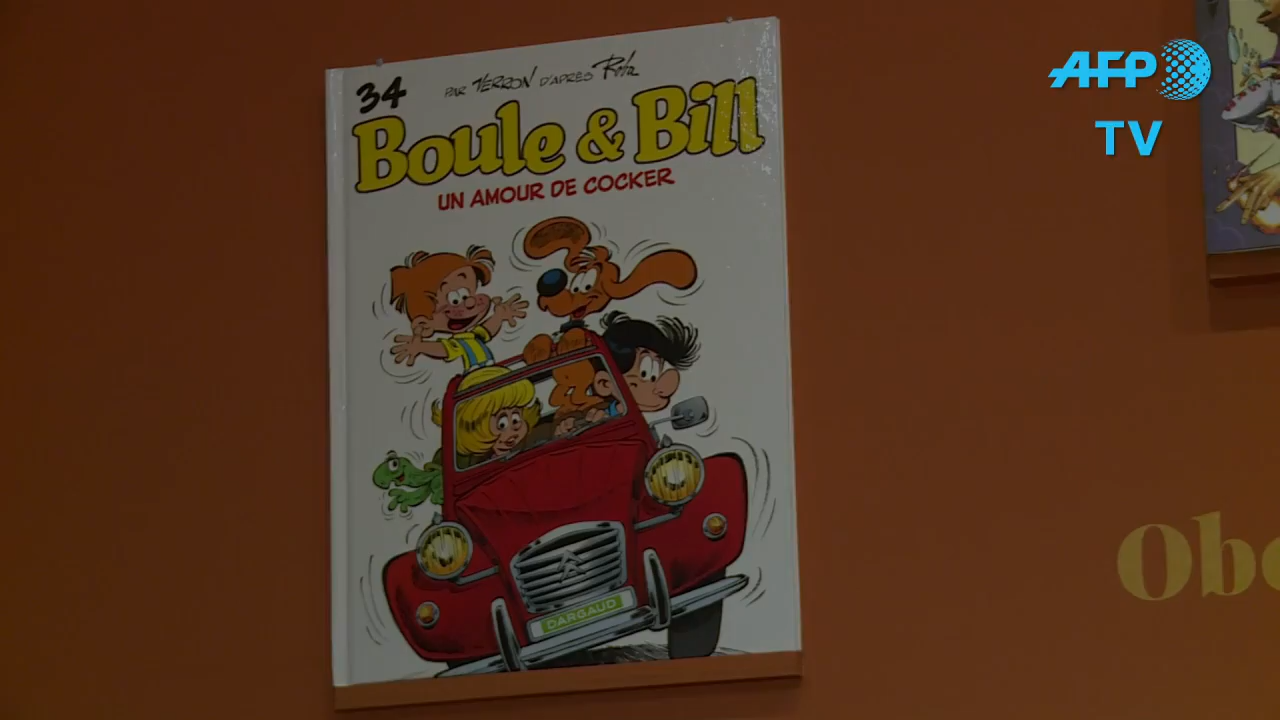 34
PAR VERRON D'APRÈS Roba
Boule & Bill
UN AMOUR DE COCKER
DARGAUD
AFP
TV